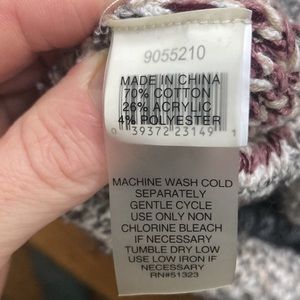 9055210
MADE IN CHINA
70% COTTON
26% ACRYLIC
4% POLYESTER
39372 23149 1
MACHINE WASH COLD
SEPARATELY
GENTLE CYCLE
USE ONLY NON
CHLORINE BLEACH
IF NECESSARY
TUMBLE DRY LOW
USE LOW IRON IF
NECESSARY
RN#51323